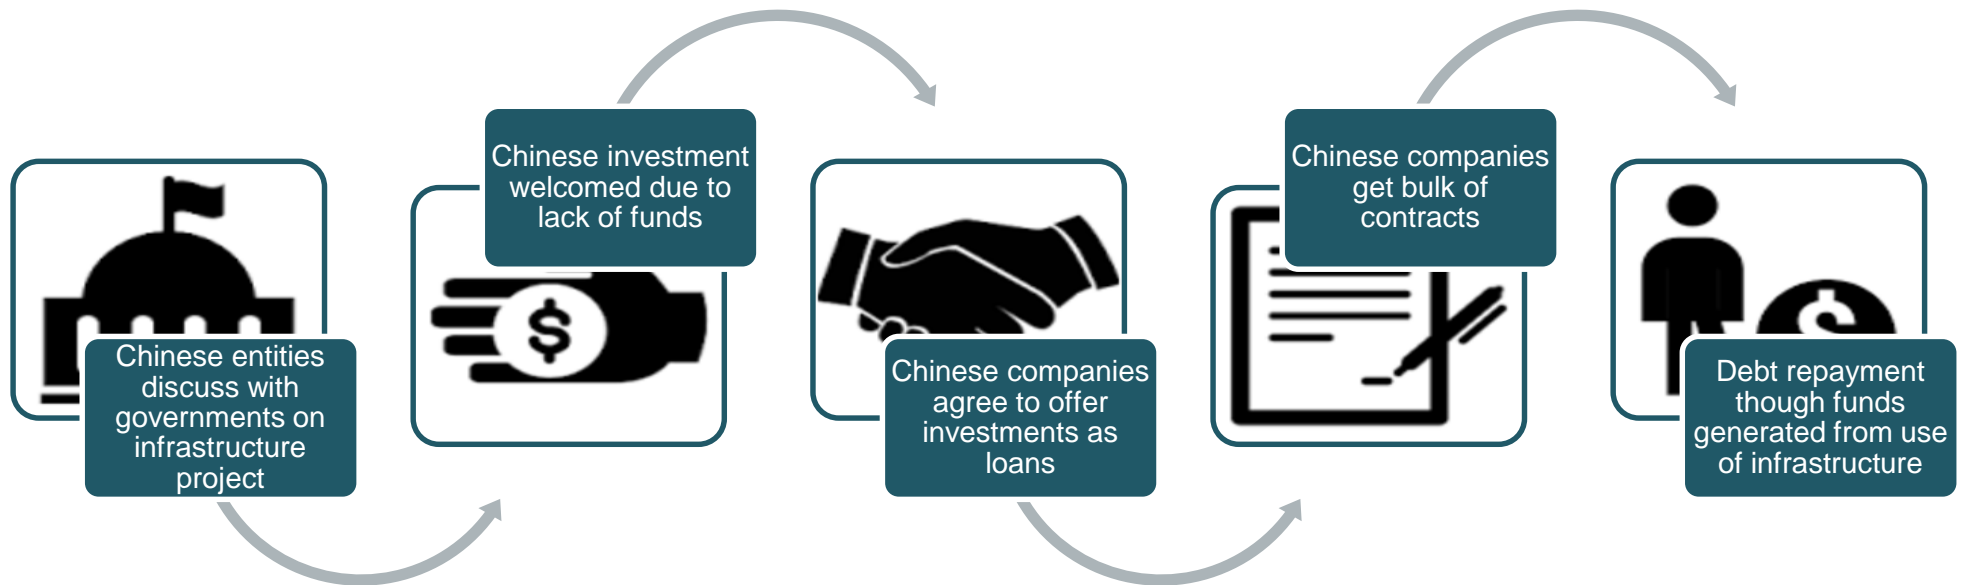 Chinese entities
discuss with
governments on
infrastructure
project
Chinese investment
welcomed due to
lack of funds
$
Chinese companies
agree to offer
investments as
loans
Chinese companies
get bulk of
contracts
$
Debt repayment
though funds
generated from use
of infrastructure